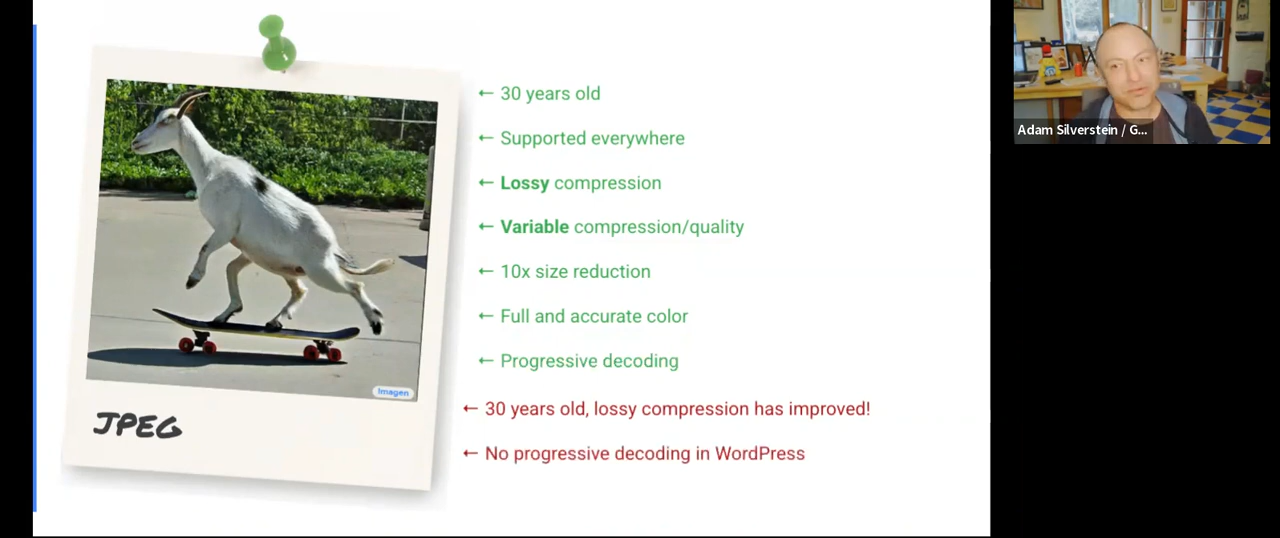 ← 30 years old
← Supported everywhere
← Lossy compression
← Variable compression/quality
← 10x size reduction
← Full and accurate color
← Progressive decoding
Imagen
JPEG
← 30 years old, lossy compression has improved!
← No progressive decoding in WordPress
Adam Silverstein / G...